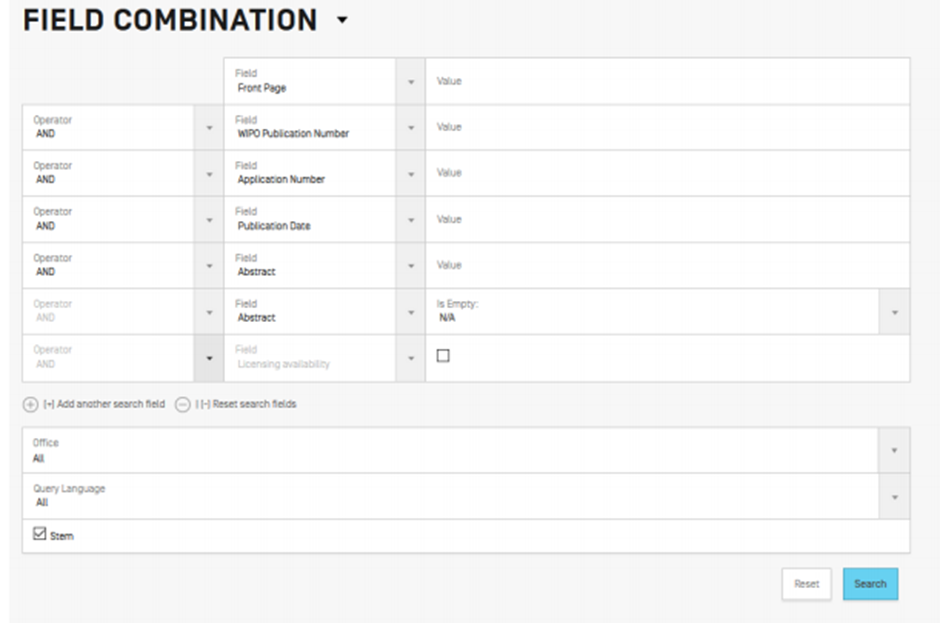 FIELD COMBINATION
Field
Front Page
Value
Operator
AND
Field
WIPO Publication Number
Value
Operator
AND
Field
Application Number
Value
Operator
AND
Field
Publication Date
Value
Operator
AND
Field
Abstract
Value
Operator
AND
Field
Abstract
Is Empty:
N/A
Operator
AND
Field
Licensing availability
[+] Add another search field | [-] Reset search fields
Office
All
Query Language
All
Stem
Reset Search